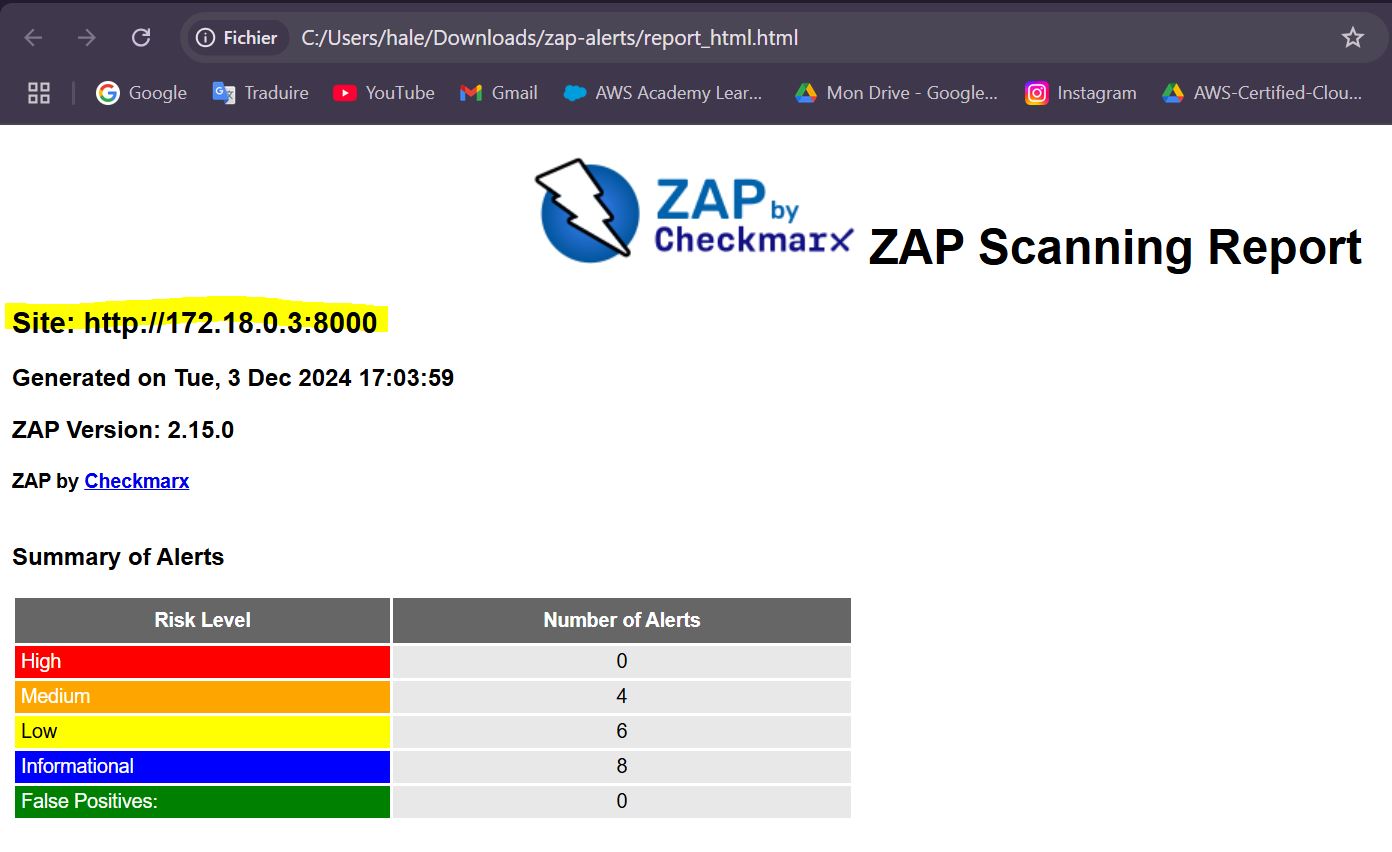 Fichier C:/Users/hale/Downloads/zap-alerts/report_html.html
Google Traduire YouTube Gmail AWS Academy Lear... Mon Drive - Google... Instagram AWS-Certified-Clou...
ZAP by
Checkmarx
ZAP Scanning Report
Site: http://172.18.0.3:8000
Generated on Tue, 3 Dec 2024 17:03:59
ZAP Version: 2.15.0
ZAP by Checkmarx
Summary of Alerts
Risk Level Number of Alerts
High 0
Medium 4
Low 6
Informational 8
False Positives: 0